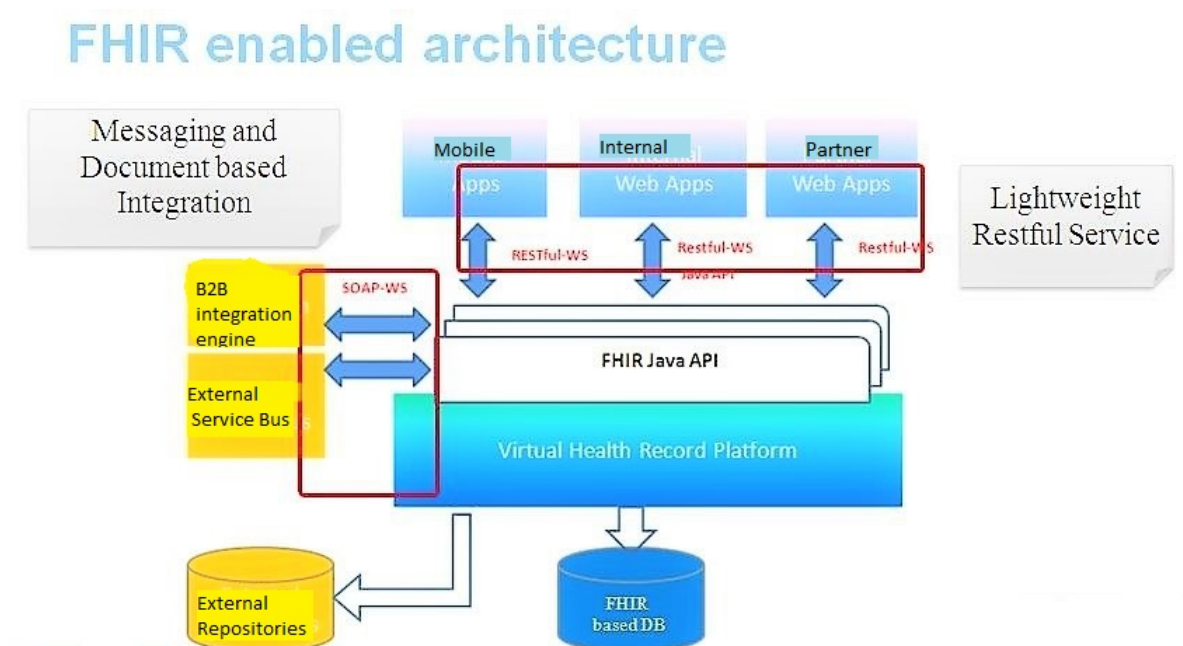 FHIR enabled architecture
Messaging and
Document based
Integration
Mobile
Apps
Internal
Web Apps
Partner
Web Apps
Lightweight
Restful Service
RESTful-WS
Restful-WS
Java API
Restful-WS
B2B
integration
engine
SOAP-WS
External
Service Bus
FHIR Java API
Virtual Health Record Platform
External
Repositories
FHIR
based DB